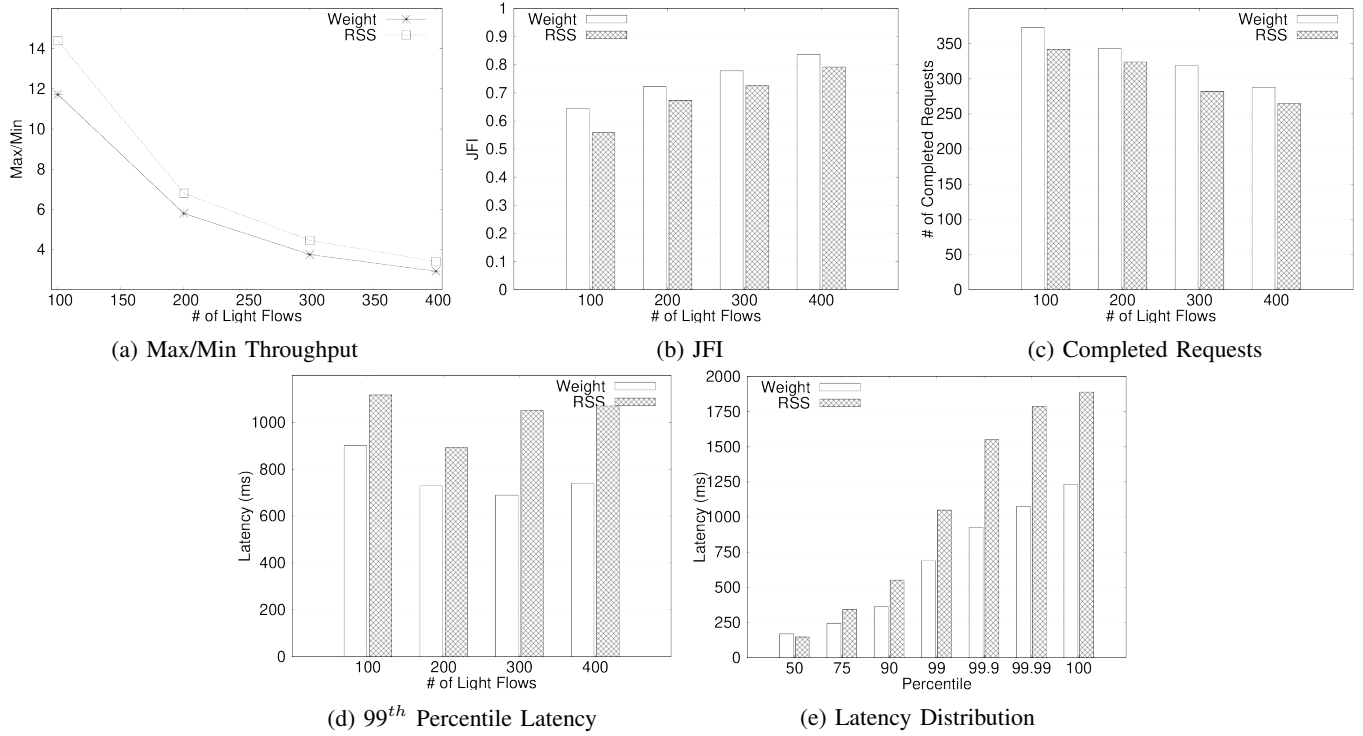 Weight
RSS
14
12
10
8
6
4
Max/Min
100 150 200 250 300 350 400
# of Light Flows
(a) Max/Min Throughput
Weight
RSS
1
0.9
0.8
0.7
0.6
0.5
0.4
0.3
0.2
0.1
0
JFI
100 200 300 400
# of Light Flows
(b) JFI
Weight
RSS
350
300
250
200
150
100
50
0
# of Completed Requests
100 200 300 400
# of Light Flows
(c) Completed Requests
Weight
RSS
1000
800
600
400
200
0
Latency (ms)
100 200 300 400
# of Light Flows
(d) 99th Percentile Latency
Weight
RSS
2000
1750
1500
1250
1000
750
500
250
0
Latency (ms)
50 75 90 99 99.9 99.99 100
Percentile
(e) Latency Distribution